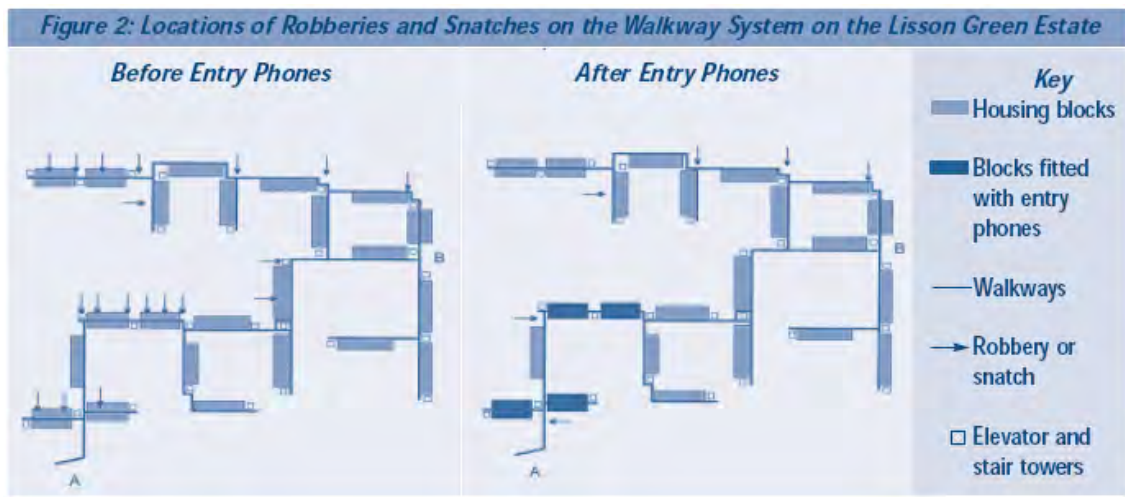 Figure 2: Locations of Robberies and Snatches on the Walkway System on the Lisson Green Estate
Before Entry Phones
After Entry Phones
Key
Housing blocks
Blocks fitted
with entry
phones
Walkways
Robbery or
snatch
Elevator and
stair towers
B
A
B
A